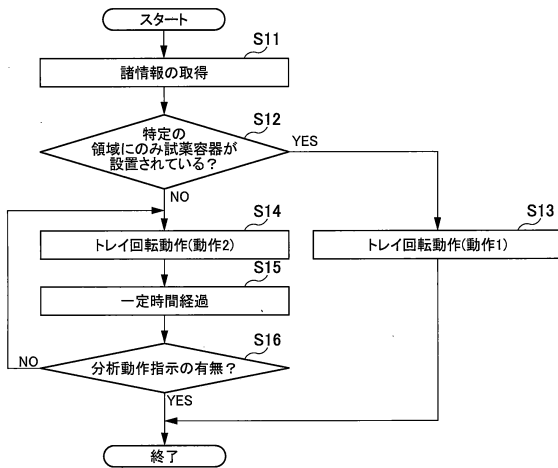 スタート
S11
諸情報の取得
S12
特定の
領域にのみ試薬容器が
設置されている？
YES
NO
S14
トレイ回転動作(動作2)
S13
トレイ回転動作(動作1)
S15
一定時間経過
S16
分析動作指示の有無？
NO
YES
終了